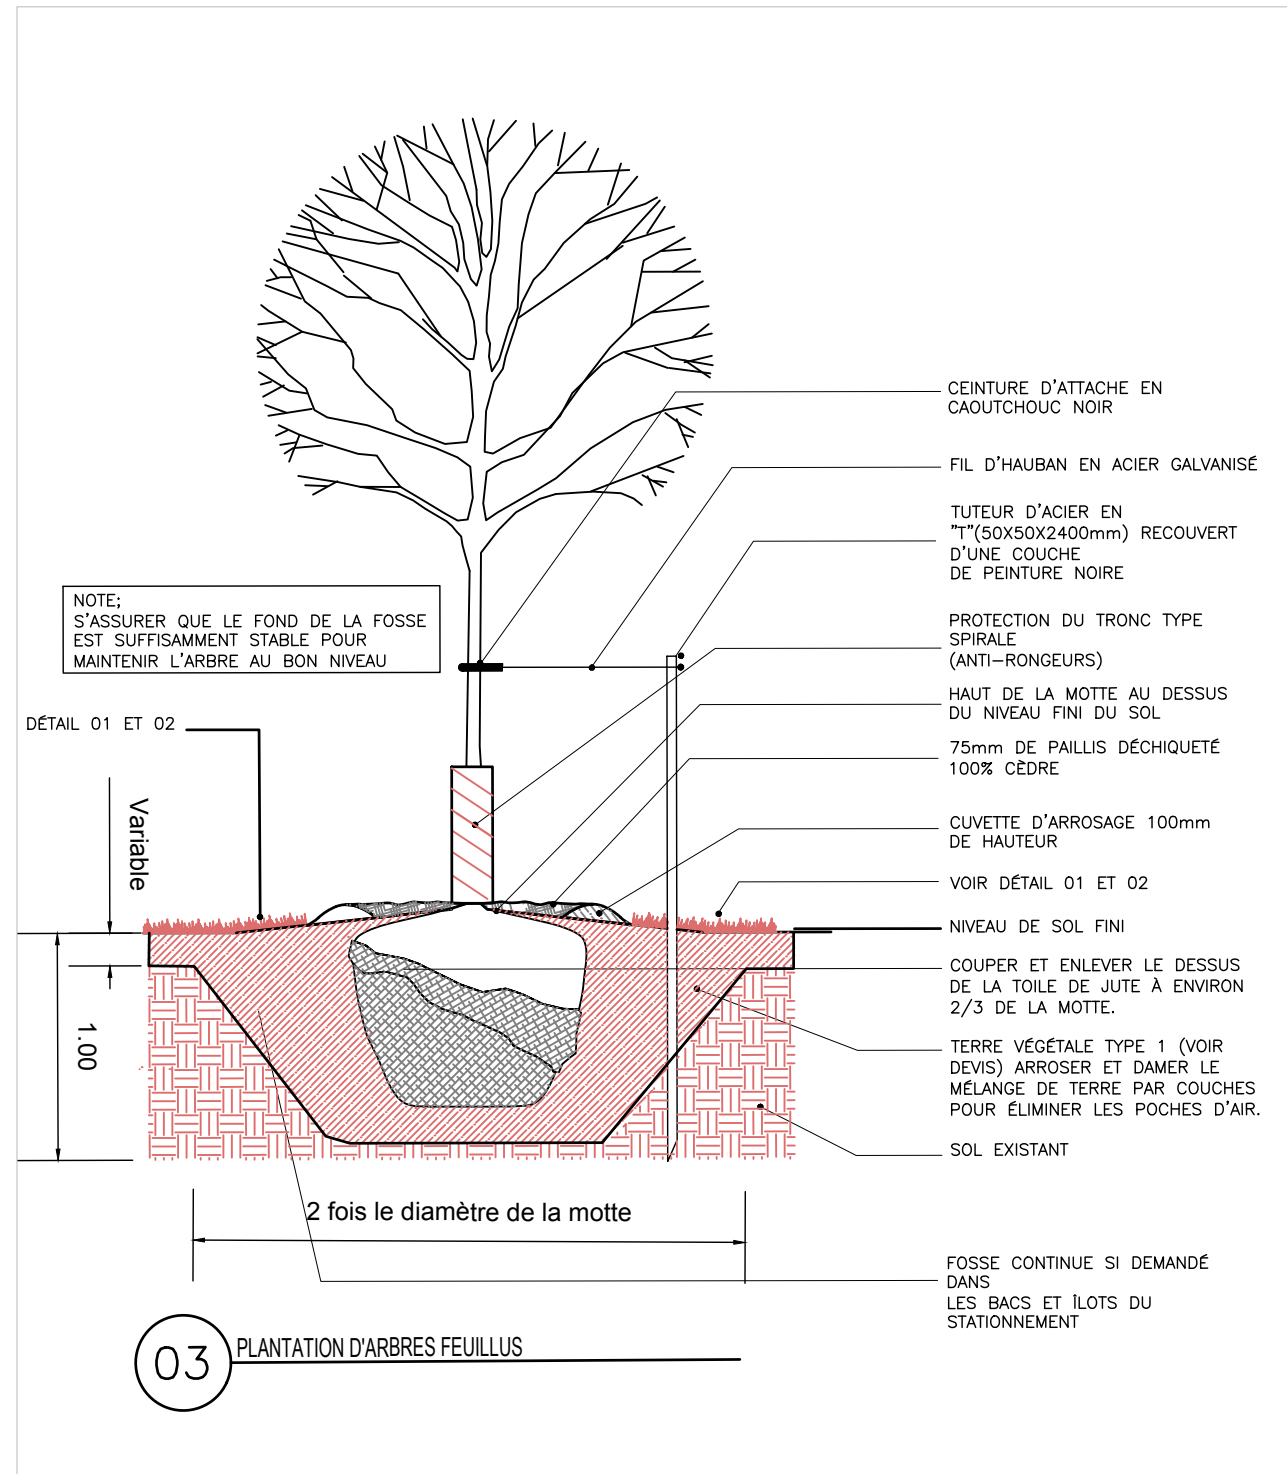 CEINTURE D'ATTACHE EN
CAOUTCHOUC NOIR
FIL D'HAUBAN EN ACIER GALVANISÉ
TUTEUR D'ACIER EN
"T"(50X50X2400mm) RECOUVERT
D'UNE COUCHE
DE PEINTURE NOIRE
NOTE;
S'ASSURER QUE LE FOND DE LA FOSSE
EST SUFFISAMMENT STABLE POUR
MAINTENIR L'ARBRE AU BON NIVEAU
PROTECTION DU TRONC TYPE
SPIRALE
(ANTI-RONGEURS)
HAUT DE LA MOTTE AU DESSUS
DU NIVEAU FINI DU SOL
DÉTAIL 01 ET 02
75mm DE PAILLIS DÉCHIQUETÉ
100% CÈDRE
Variable
CUVETTE D'ARROSAGE 100mm
DE HAUTEUR
VOIR DÉTAIL 01 ET 02
NIVEAU DE SOL FINI
COUPER ET ENLEVER LE DESSUS
DE LA TOILE DE JUTE À ENVIRON
2/3 DE LA MOTTE.
1.00
TERRE VÉGÉTALE TYPE 1 (VOIR
DEVIS) ARROSER ET DAMER LE
MÉLANGE DE TERRE PAR COUCHES
POUR ÉLIMINER LES POCHES D'AIR.
SOL EXISTANT
2 fois le diamètre de la motte
FOSSE CONTINUE SI DEMANDÉ
DANS
LES BACS ET ÎLOTS DU
STATIONNEMENT
03
PLANTATION D'ARBRES FEUILLUS